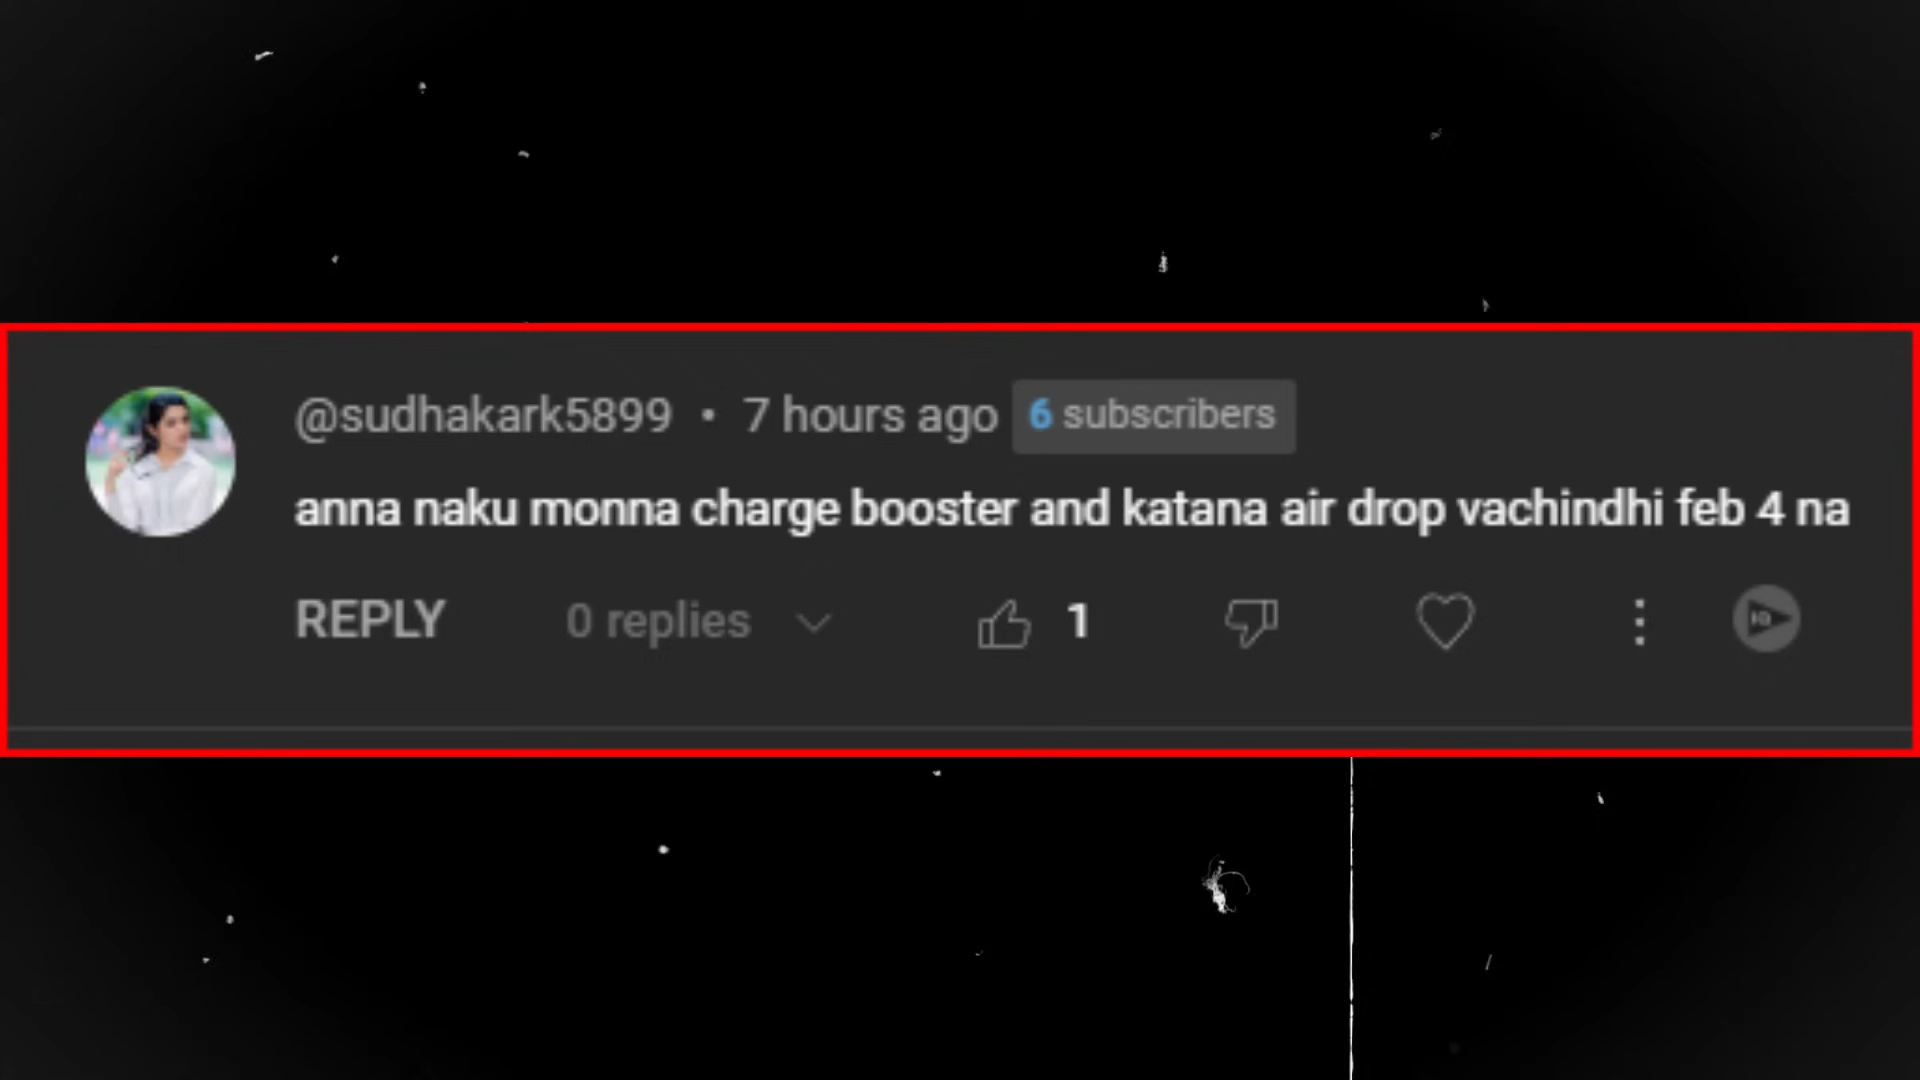 @sudhakark5899 • 7 hours ago 6 subscribers
anna naku monna charge booster and katana air drop vachindhi feb 4 na
REPLY 0 replies 1